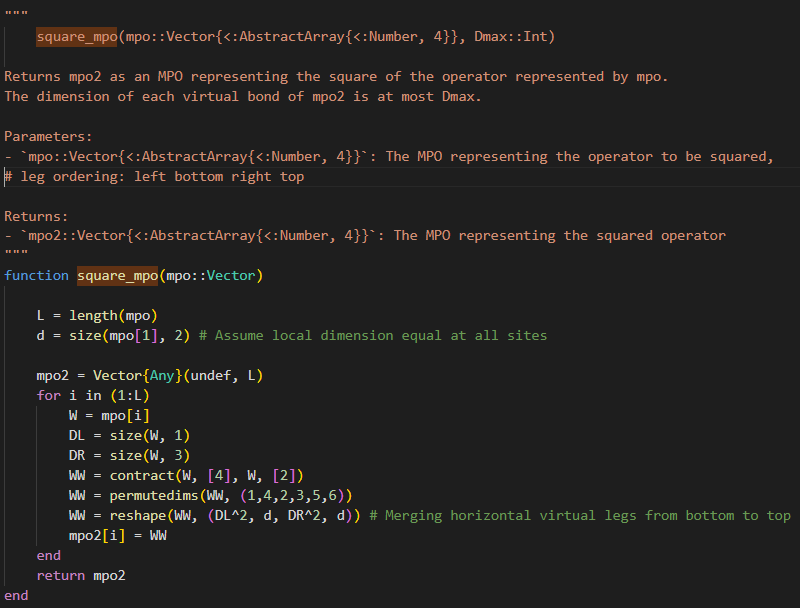 """
    square_mpo(mpo::Vector{<:AbstractArray{<:Number, 4}}, Dmax::Int)

Returns mpo2 as an MPO representing the square of the operator represented by mpo.
The dimension of each virtual bond of mpo2 is at most Dmax.

Parameters:
- `mpo::Vector{<:AbstractArray{<:Number, 4}}`: The MPO representing the operator to be squared,
# leg ordering: left bottom right top

Returns:
- `mpo2::Vector{<:AbstractArray{<:Number, 4}}`: The MPO representing the squared operator
"""
function square_mpo(mpo::Vector)

    L = length(mpo)
    d = size(mpo[1], 2) # Assume local dimension equal at all sites

    mpo2 = Vector{Any}(undef, L)
    for i in (1:L)
        W = mpo[i]
        DL = size(W, 1)
        DR = size(W, 3)
        WW = contract(W, [4], W, [2])
        WW = permutedims(WW, (1,4,2,3,5,6))
        WW = reshape(WW, (DL^2, d, DR^2, d)) # Merging horizontal virtual legs from bottom to top
        mpo2[i] = WW
    end
    return mpo2
end